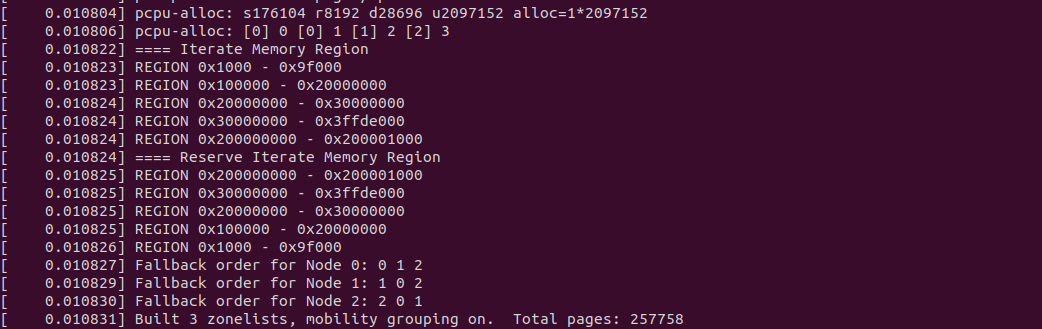 [    0.010804] pcpu-alloc: s176104 r8192 d28696 u2097152 alloc=1*2097152
[    0.010806] pcpu-alloc: [0] 0 [0] 1 [1] 2 [2] 3
[    0.010822] ==== Iterate Memory Region
[    0.010823] REGION 0x1000 - 0x9f000
[    0.010823] REGION 0x100000 - 0x20000000
[    0.010824] REGION 0x20000000 - 0x30000000
[    0.010824] REGION 0x30000000 - 0x3ffde000
[    0.010824] REGION 0x200000000 - 0x200001000
[    0.010824] ==== Reserve Iterate Memory Region
[    0.010825] REGION 0x200000000 - 0x200001000
[    0.010825] REGION 0x30000000 - 0x3ffde000
[    0.010825] REGION 0x20000000 - 0x30000000
[    0.010825] REGION 0x100000 - 0x20000000
[    0.010826] REGION 0x1000 - 0x9f000
[    0.010827] Fallback order for Node 0: 0 1 2
[    0.010829] Fallback order for Node 1: 1 0 2
[    0.010830] Fallback order for Node 2: 2 0 1
[    0.010831] Built 3 zonelists, mobility grouping on.  Total pages: 257758